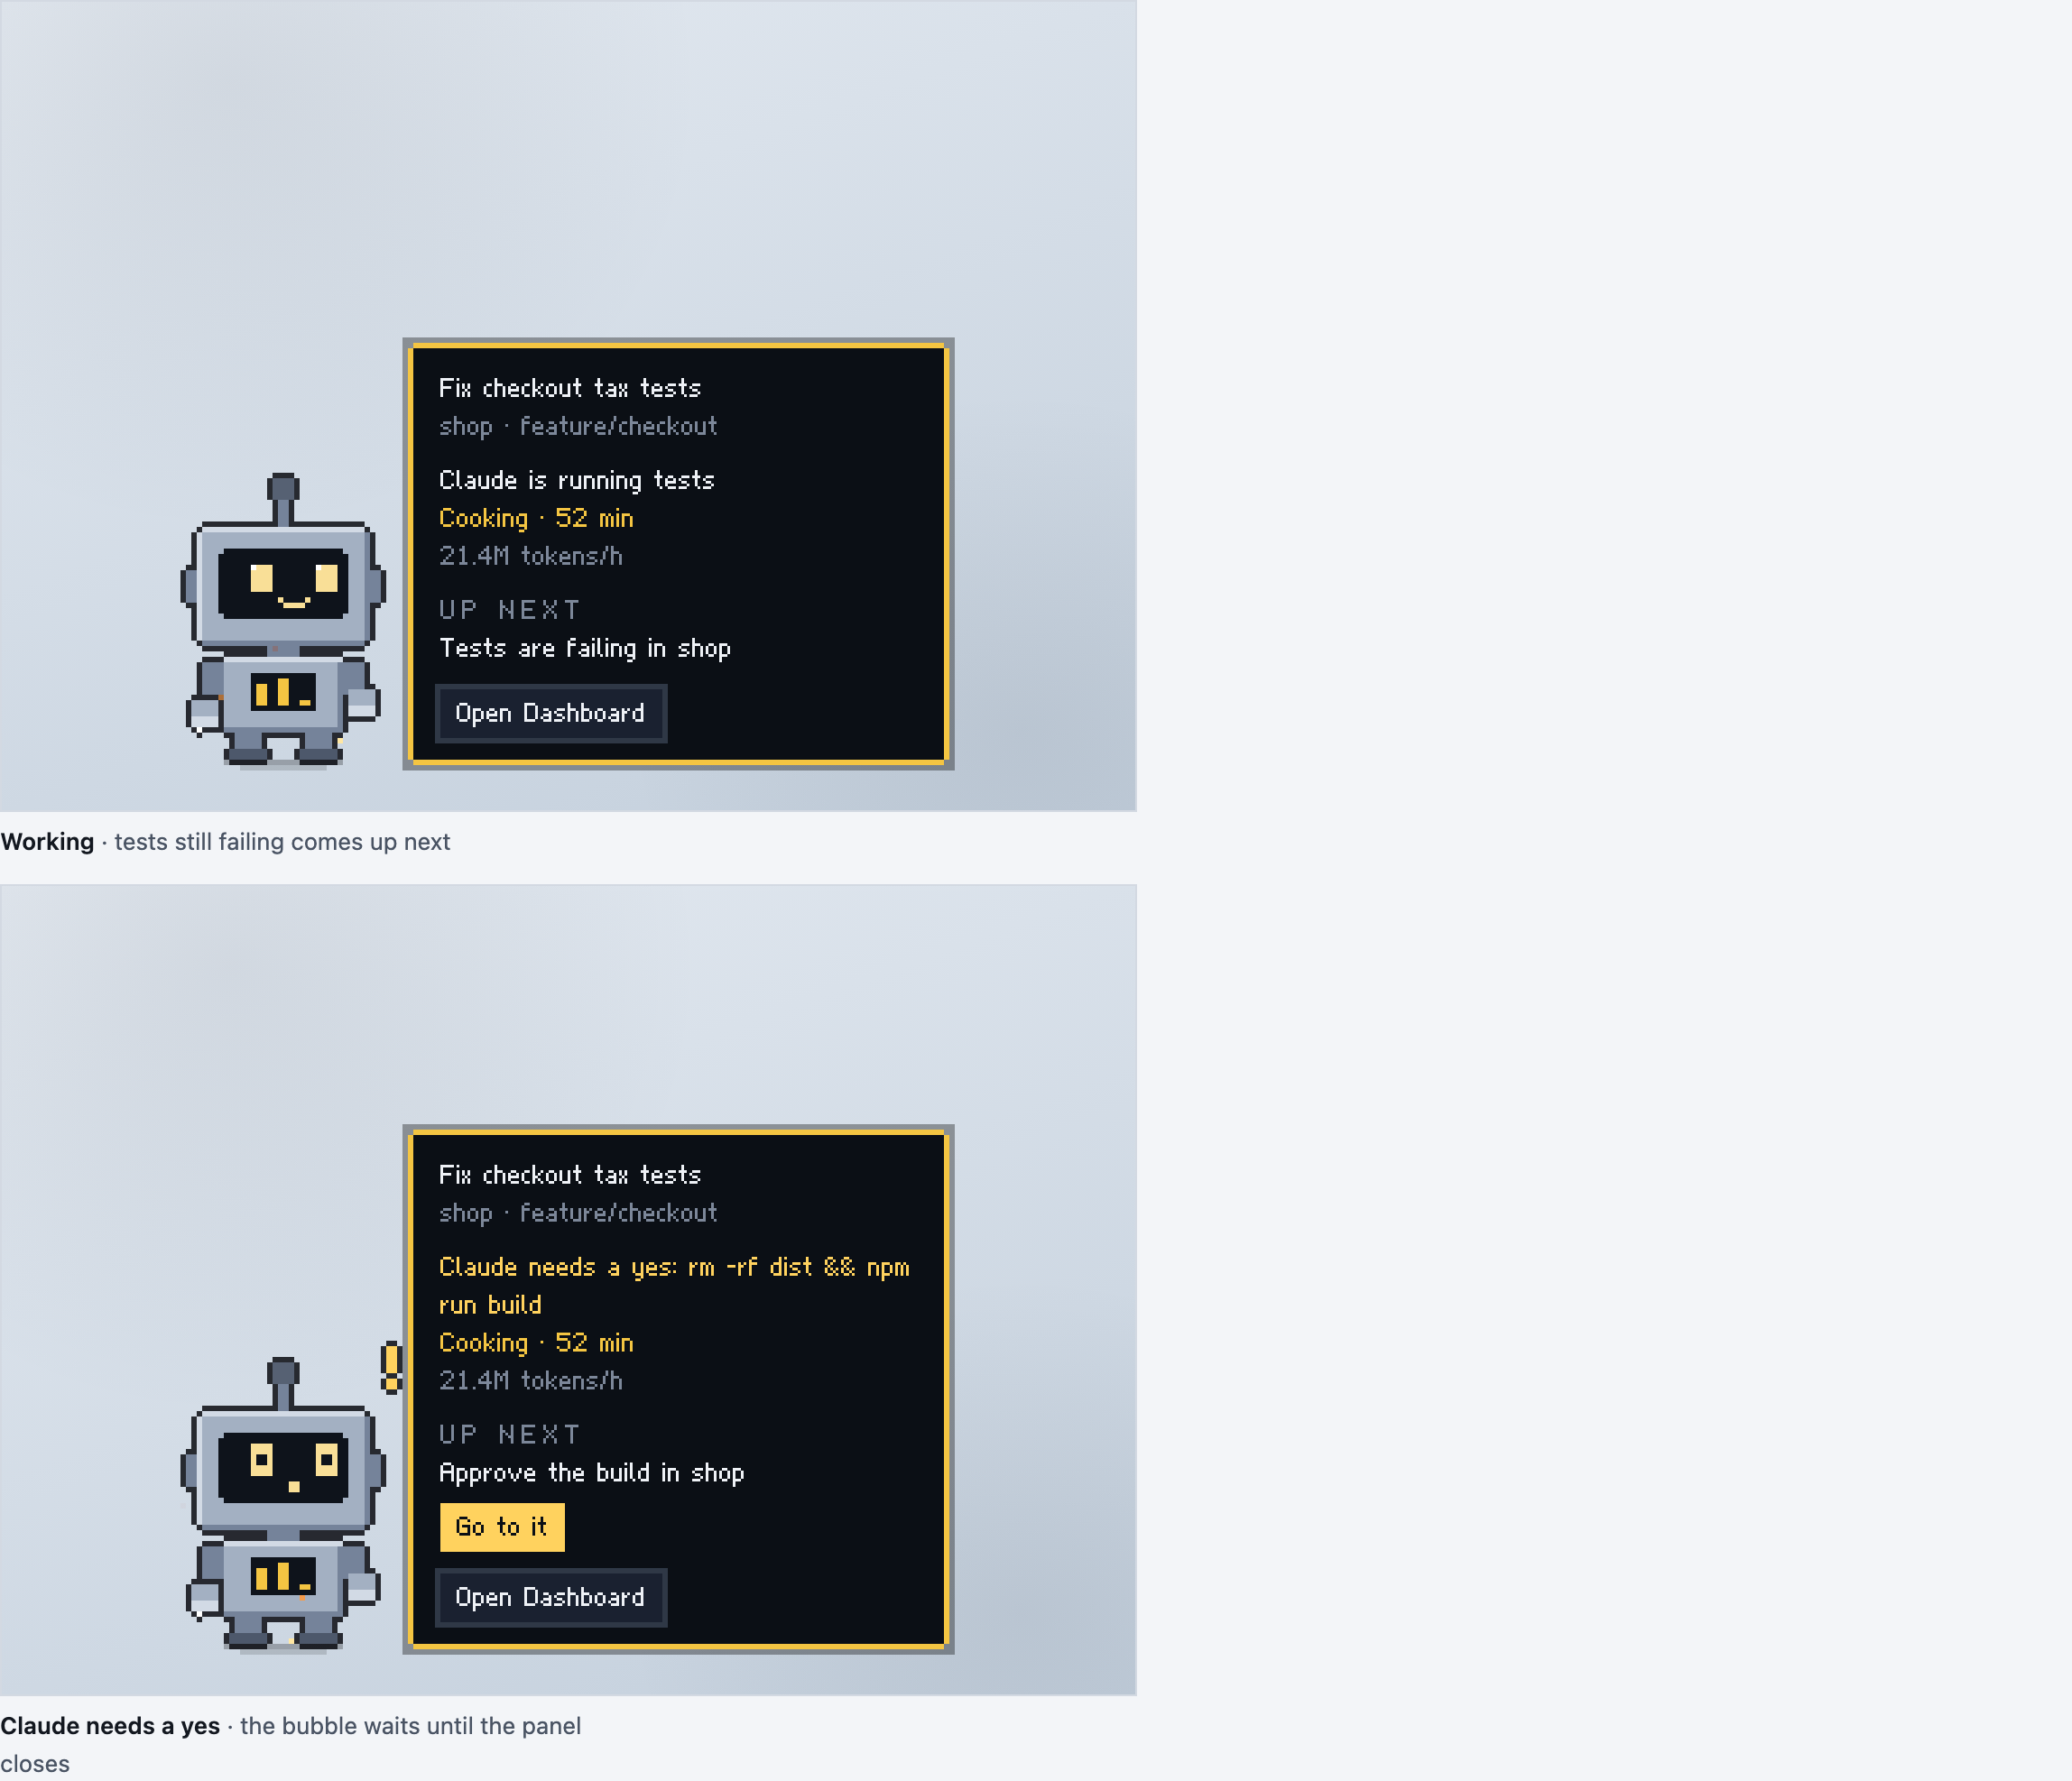 Fix checkout tax tests
shop · feature/checkout
Claude is running tests
Cooking · 52 min
21.4M tokens/h
UP NEXT
Tests are failing in shop
Open Dashboard
Working · tests still failing comes up next
Fix checkout tax tests
shop · feature/checkout
Claude needs a yes: rm -rf dist && npm
run build
Cooking · 52 min
21.4M tokens/h
UP NEXT
Approve the build in shop
Go to it
Open Dashboard
Claude needs a yes · the bubble waits until the panel
closes